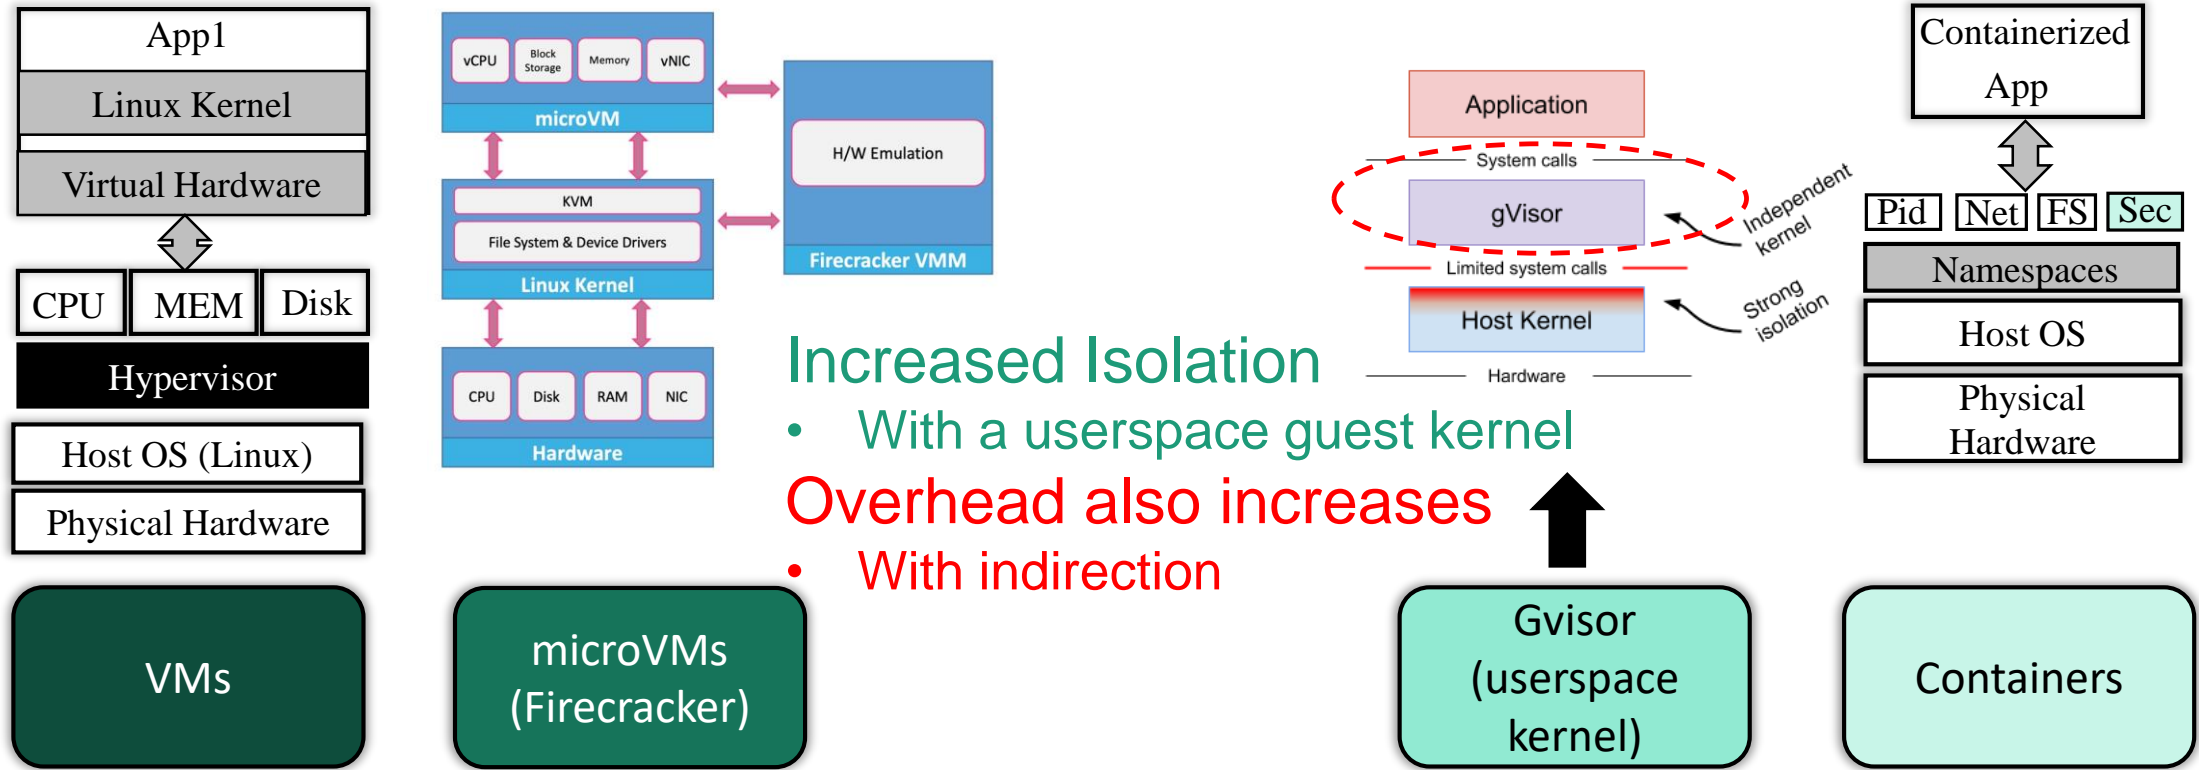 App1
Linux Kernel
Virtual Hardware
CPU
MEM
Disk
Hypervisor
Host OS (Linux)
Physical Hardware
VMs
vCPU
Block
Storage
Memory
vNIC
microVM
KVM
File System & Device Drivers
Linux Kernel
CPU
Disk
RAM
NIC
Hardware
H/W Emulation
Firecracker VMM
microVMs
(Firecracker)
Increased Isolation
• With a userspace guest kernel
Overhead also increases
• With indirection
Application
System calls
gVisor
Independent
kernel
Limited system calls
Host Kernel
Strong
isolation
Hardware
Gvisor
(userspace
kernel)
Containerized
App
Pid
Net
FS
Sec
Namespaces
Host OS
Physical
Hardware
Containers